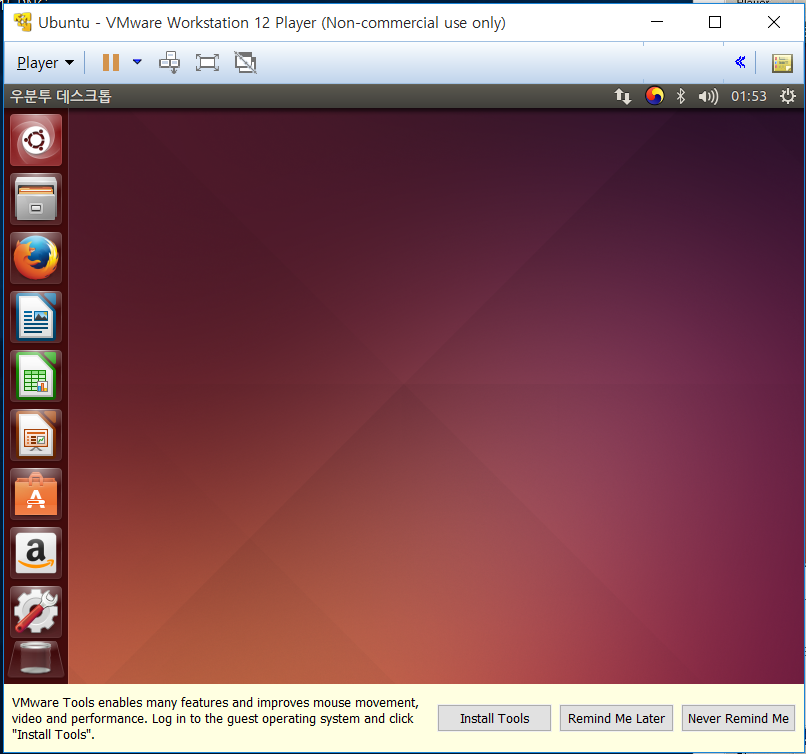 Ubuntu - VMware Workstation 12 Player (Non-commercial use only)
Player
우분투 데스크톱
01:53
a
VMware Tools enables many features and improves mouse movement,
video and performance. Log in to the guest operating system and click
"Install Tools".
Install Tools
Remind Me Later
Never Remind Me